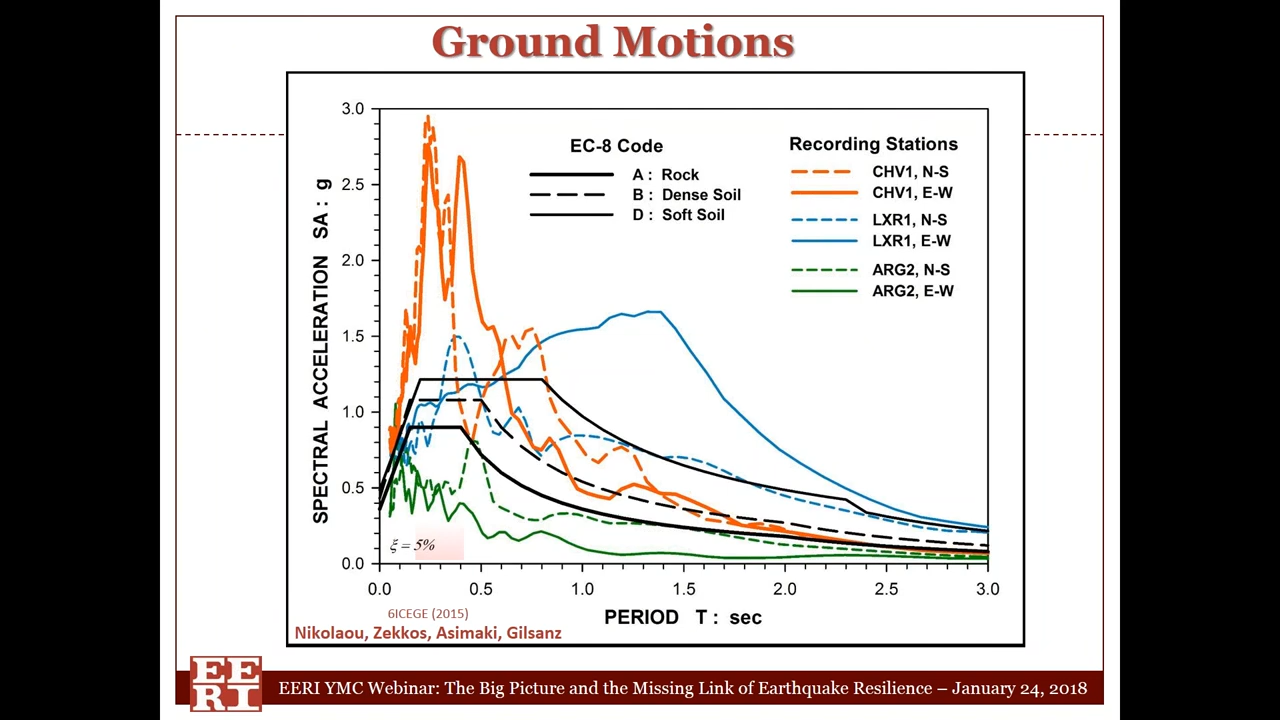 Ground Motions
3.0
2.5
2.0
1.5
1.0
0.5
0.0
SPECTRAL ACCELERATION SA : g
EC-8 Code
A : Rock
B : Dense Soil
D : Soft Soil
Recording Stations
CHV1, N-S
CHV1, E-W
LXR1, N-S
LXR1, E-W
ARG2, N-S
ARG2, E-W
ξ = 5%
0.0 0.5 1.0 1.5 2.0 2.5 3.0
PERIOD T : sec
6ICEGE (2015)
Nikolaou, Zekkos, Asimaki, Gilsanz
EE
RI
EERI YMC Webinar: The Big Picture and the Missing Link of Earthquake Resilience – January 24, 2018